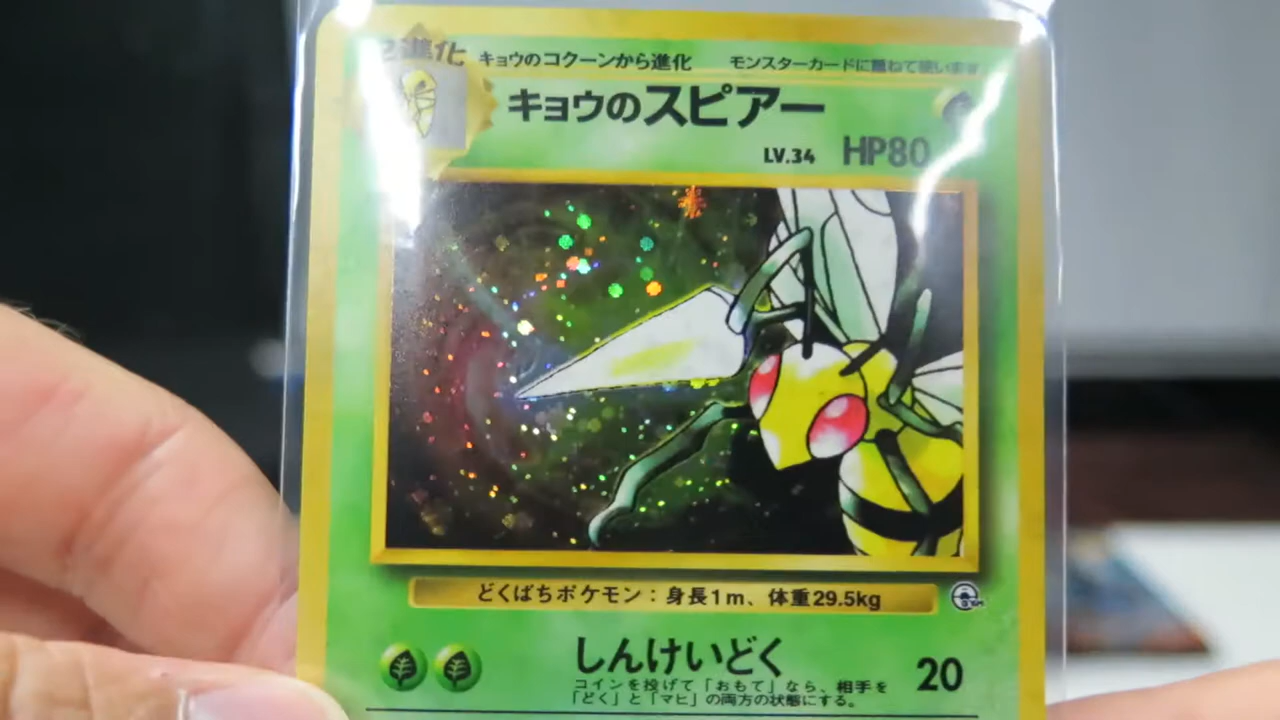 2進化 キョウのコクーンから進化 モンスターカードに重ねて使います
キョウのスピアー
LV.34 HP80
どくばちポケモン：身長1m、体重29.5kg
しんけいどく 20
コインを投げて「おもて」なら、相手を
「どく」と「マヒ」の両方の状態にする。